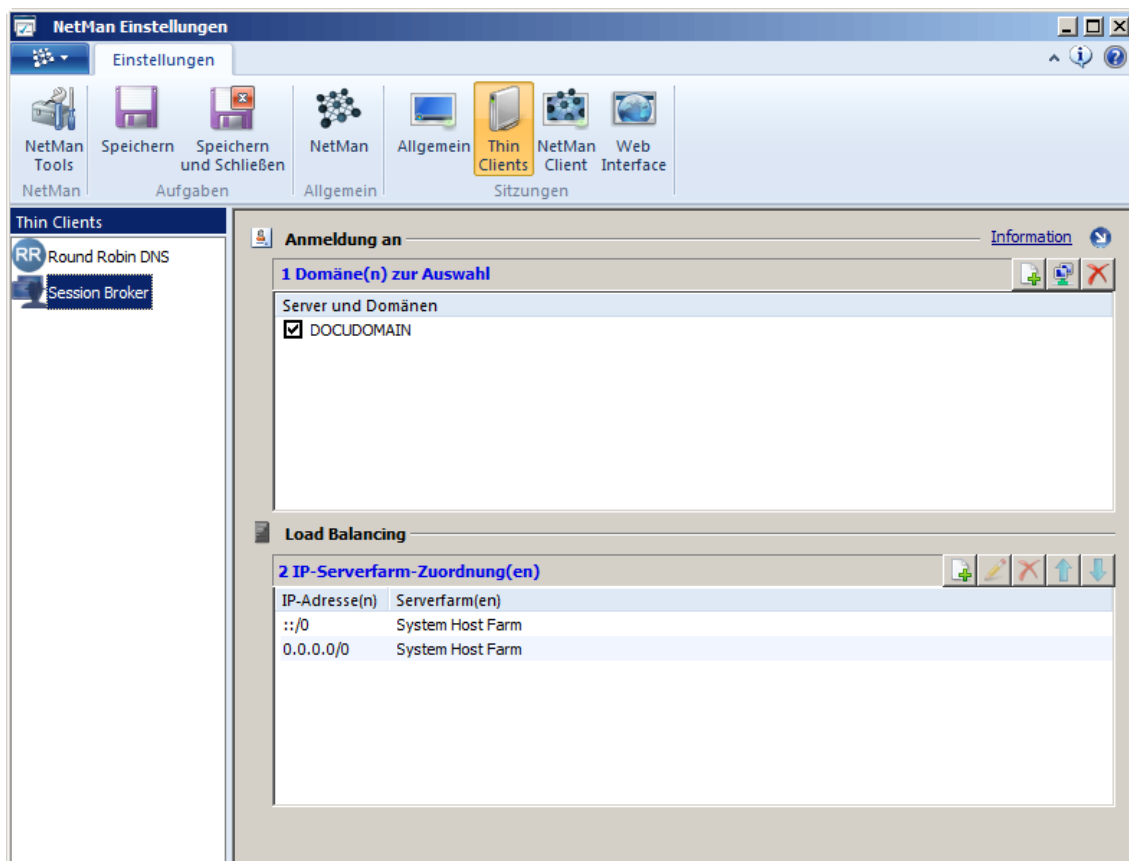 NetMan Einstellungen
Einstellungen
NetMan Tools
Speichern
Speichern und Schließen
NetMan
Allgemein
Thin Clients
NetMan Client
Web Interface
NetMan
Aufgaben
Allgemein
Sitzungen
Thin Clients
RR Round Robin DNS
Session Broker
Anmeldung an
Information
1 Domäne(n) zur Auswahl
Server und Domänen
DOCUDOMAIN
Load Balancing
2 IP-Serverfarm-Zuordnung(en)
IP-Adresse(n) Serverfarm(en)
::/0 System Host Farm
0.0.0.0/0 System Host Farm